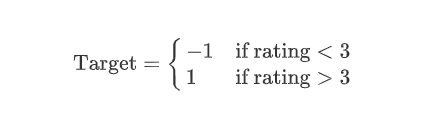 Target = { −1 if rating < 3
1 if rating > 3